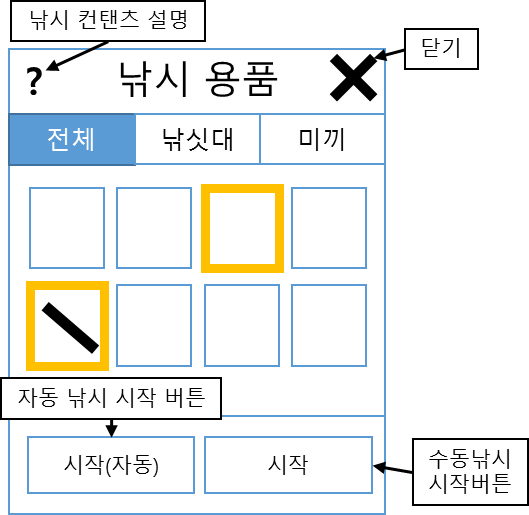 낚시 컨탠츠 설명
닫기
? 낚시 용품
전체 낚싯대 미끼
자동 낚시 시작 버튼
시작(자동) 시작
수동낚시
시작버튼